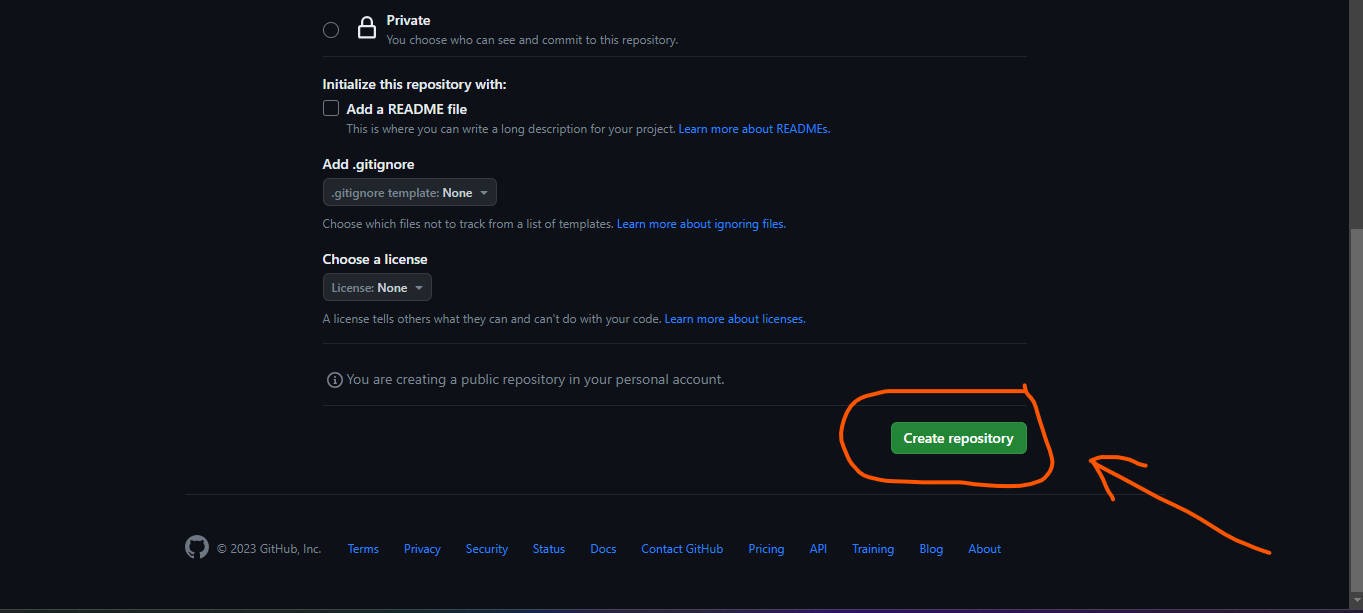 Private
You choose who can see and commit to this repository.
Initialize this repository with:
Add a README file
This is where you can write a long description for your project. Learn more about READMEs.
Add .gitignore
.gitignore template: None
Choose which files not to track from a list of templates. Learn more about ignoring files.
Choose a license
License: None
A license tells others what they can and can't do with your code. Learn more about licenses.
You are creating a public repository in your personal account.
Create repository
© 2023 GitHub, Inc. Terms Privacy Security Status Docs Contact GitHub Pricing API Training Blog About